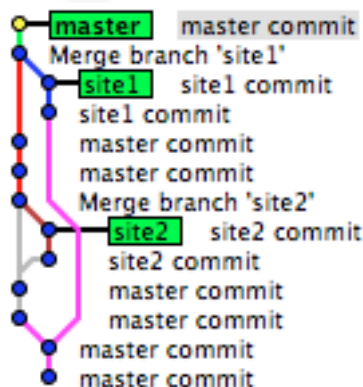 master master commit
Merge branch 'site1'
site1 site1 commit
site1 commit
master commit
master commit
Merge branch 'site2'
site2 site2 commit
site2 commit
master commit
master commit
master commit
master commit